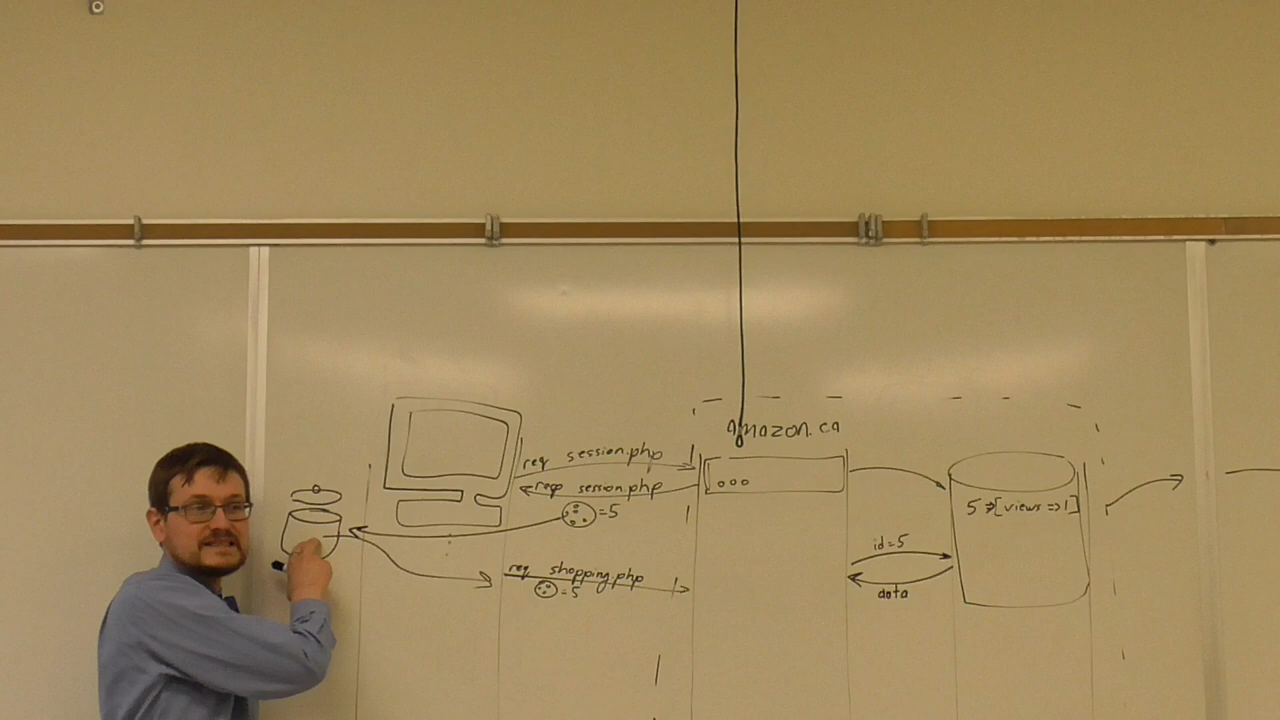 Amazon.ca
req session.php
resp session.php
=5
5 =>[views =>1]
id=5
req shopping.php
=5
data